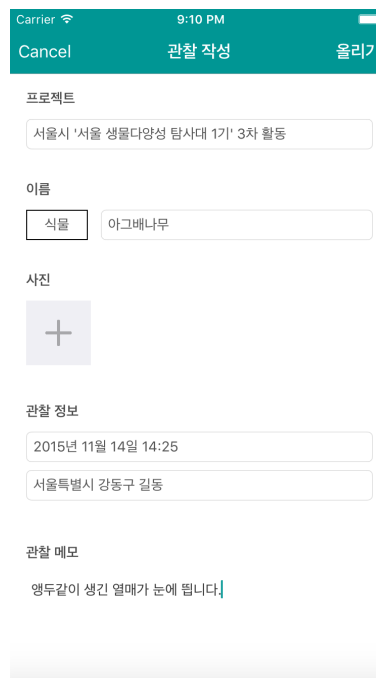 Carrier 9:10 PM
Cancel 관찰 작성 올리기
프로젝트
서울시 '서울 생물다양성 탐사대 1기' 3차 활동
이름
식물 아그배나무
사진
관찰 정보
2015년 11월 14일 14:25
서울특별시 강동구 길동
관찰 메모
앵두같이 생긴 열매가 눈에 띕니다.